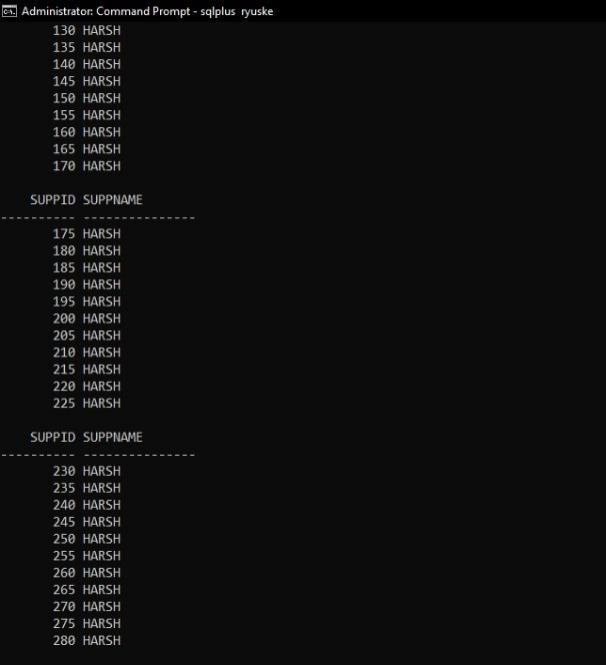 Administrator: Command Prompt - sqlplus ryuske
130 HARSH
135 HARSH
140 HARSH
145 HARSH
150 HARSH
155 HARSH
160 HARSH
165 HARSH
170 HARSH
SUPPID SUPPNAME
---------- ---------------
175 HARSH
180 HARSH
185 HARSH
190 HARSH
195 HARSH
200 HARSH
205 HARSH
210 HARSH
215 HARSH
220 HARSH
225 HARSH
SUPPID SUPPNAME
---------- ---------------
230 HARSH
235 HARSH
240 HARSH
245 HARSH
250 HARSH
255 HARSH
260 HARSH
265 HARSH
270 HARSH
275 HARSH
280 HARSH